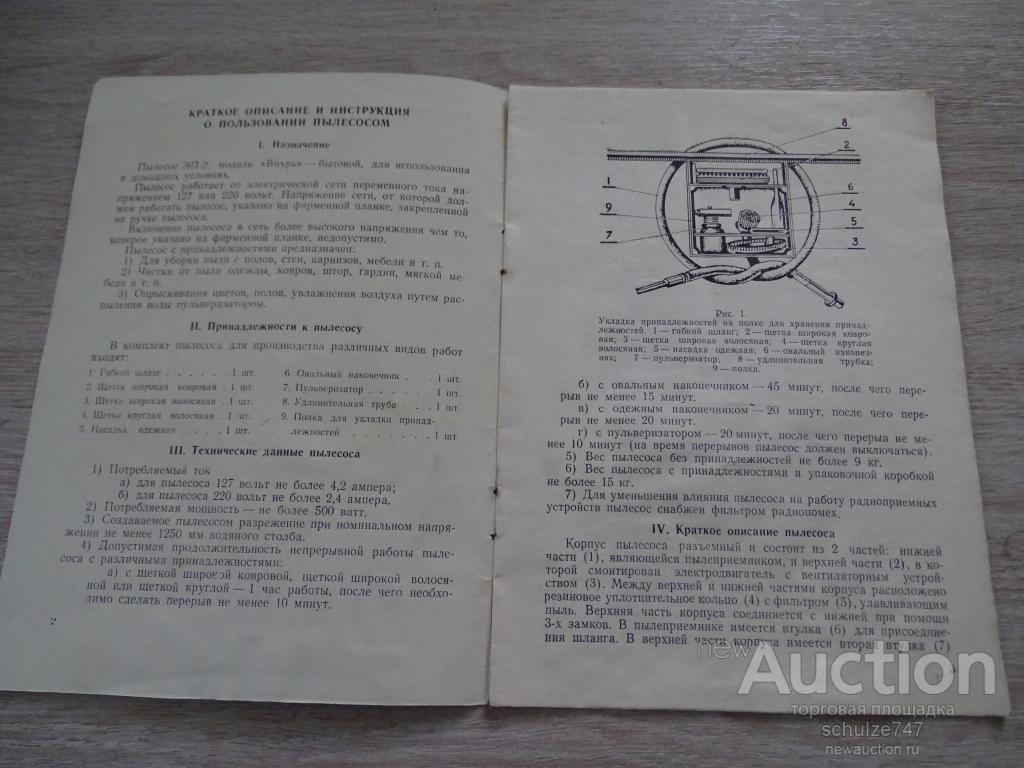 КРАТКОЕ ОПИСАНИЕ И ИНСТРУКЦИЯ
О ПОЛЬЗОВАНИИ ПЫЛЕСОСОМ
I. Назначение
Пылесос ЭП-2, модель «Вихрь» — бытовой, для использования
в домашних условиях.
Пылесос работает от электрической сети переменного тока на-
пряжением 127 или 220 вольт. Напряжение сети, от которой дол-
жен работать пылесос, указано на фирменной планке, закрепленной
на ручке пылесоса.
Включение пылесоса в сеть более высокого напряжения чем то,
которое указано на фирменной планке, недопустимо.
Пылесос с принадлежностями предназначен:
1) Для уборки пыли с полов, стен, карнизов, мебели и т. п.
2) Чистки от пыли одежды, ковров, штор, гардин, мягкой ме-
бели и т. п.
3) Опрыскивания цветов, полов, увлажнения воздуха путем рас-
пыления воды пульверизатором.
II. Принадлежности к пылесосу
В комплект пылесоса для производства различных видов работ
входят:
1. Гибкий шланг . . . . . . 1 шт.
2. Щетка широкая ковровая . 1 шт.
3. Щетка широкая волосяная . 1 шт.
4. Щетка круглая волосяная . 1 шт.
5. Насадка одежная . . . . 1 шт.
6 Овальный наконечник . . . 1 шт.
7. Пульверизатор . . . . . 1 шт.
8. Удлинительная труба . . . 1 шт.
9. Полка для укладки принад-
лежностей . . . . . . . 1 шт.
III. Технические данные пылесоса
1) Потребляемый ток
а) для пылесоса 127 вольт не более 4,2 ампера;
б) для пылесоса 220 вольт не более 2,4 ампера.
2) Потребляемая мощность — не более 500 ватт.
3) Создаваемое пылесосом разрежение при номинальном напря-
жении не менее 1250 мм водяного столба.
4) Допустимая продолжительность непрерывной работы пыле-
соса с различными принадлежностями:
а) с щеткой широкой ковровой, щеткой широкой волося-
ной или щеткой круглой — 1 час работы, после чего необхо-
димо сделать перерыв не менее 10 минут.
2
8
2
1
6
9
4
5
7
3
Рис. 1.
Укладка принадлежностей на полке для хранения принад-
лежностей. 1 — гибкий шланг; 2 — щетка широкая ковро-
вая; 3 — щетка широкая волосяная; 4 — щетка круглая
волосяная; 5 — насадка одежная; 6 — овальный наконеч-
ник; 7 — пульверизатор; 8 — удлинительная трубка;
9 — полка.
б) с овальным наконечником — 45 минут, после чего пере-
рыв не менее 15 минут.
в) с одежным наконечником — 20 минут, после чего пере-
рыв не менее 20 минут.
г) с пульверизатором — 20 минут, после чего перерыв не ме-
нее 10 минут (на время перерывов пылесос должен выключаться).
5) Вес пылесоса без принадлежностей не более 9 кг.
6) Вес пылесоса с принадлежностями и упаковочной коробкой
не более 15 кг.
7) Для уменьшения влияния пылесоса на работу радиоприемных
устройств пылесос снабжен фильтром радиопомех.
IV. Краткое описание пылесоса
Корпус пылесоса разъемный и состоит из 2 частей: нижней
части (1), являющейся пылеприемником, и верхней части (2), в ко-
торой смонтирован электродвигатель с вентиляторным устрой-
ством (3). Между верхней и нижней частями корпуса расположено
резиновое уплотнительное кольцо (4) с фильтром (5), улавливающим
пыль. Верхняя часть корпуса соединяется с нижней при помощи
3-х замков. В пылеприемнике имеется втулка (6) для присоедине-
ния шланга. В верхней части корпуса имеется вторая втулка (7)
new Auction
торговая площадка
schulze747
newauction.ru